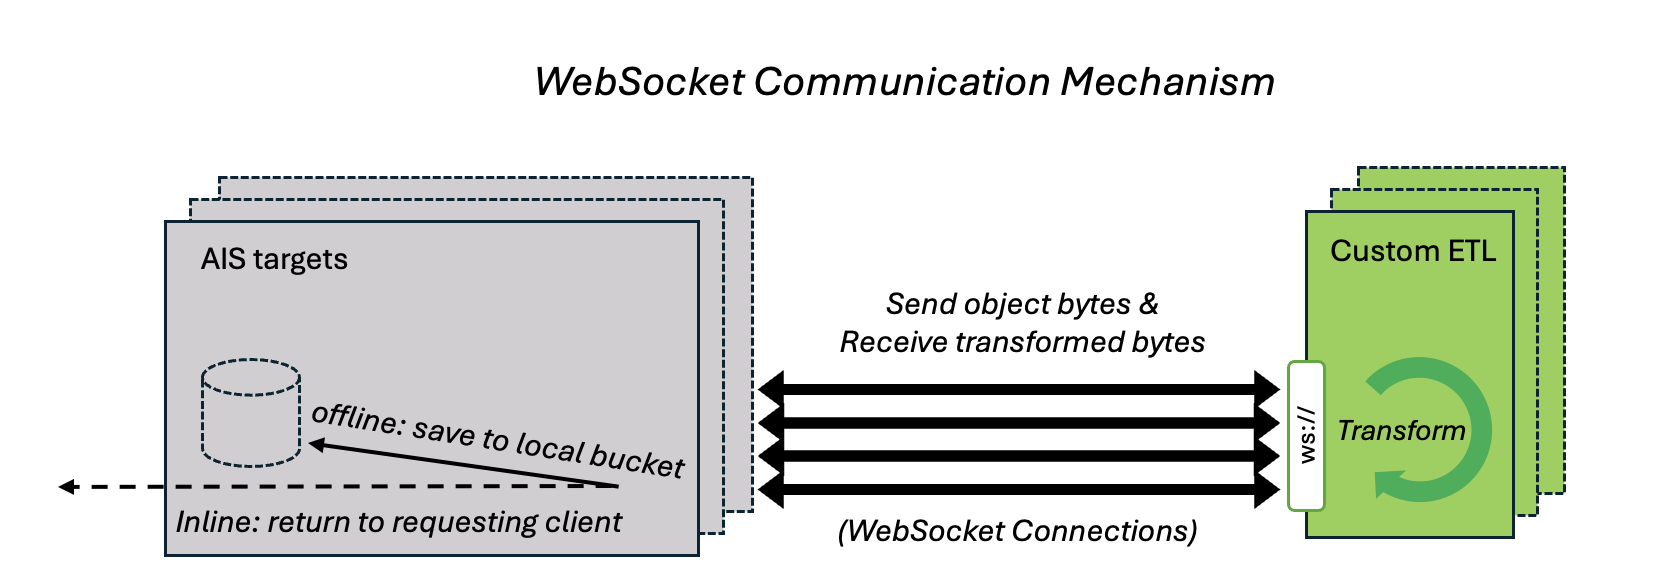 WebSocket Communication Mechanism
AIS targets
offline: save to local bucket
Inline: return to requesting client
Send object bytes &
Receive transformed bytes
(WebSocket Connections)
ws://
Custom ETL
Transform